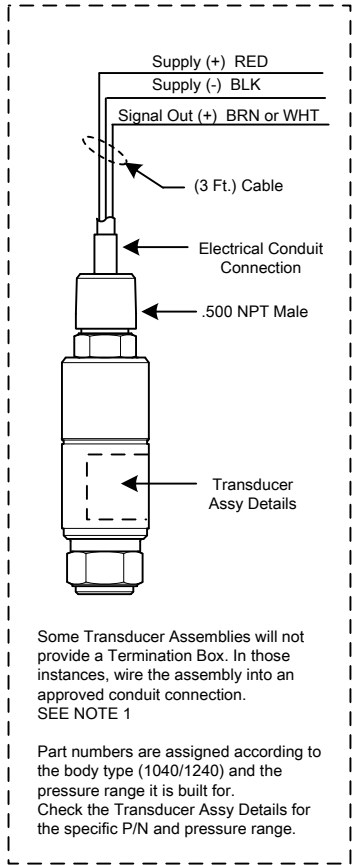 Supply (+) RED
Supply (-) BLK
Signal Out (+) BRN or WHT
(3 Ft.) Cable
Electrical Conduit
Connection
.500 NPT Male
Transducer
Assy Details
Some Transducer Assemblies will not
provide a Termination Box. In those
instances, wire the assembly into an
approved conduit connection.
SEE NOTE 1
Part numbers are assigned according to
the body type (1040/1240) and the
pressure range it is built for.
Check the Transducer Assy Details for
the specific P/N and pressure range.